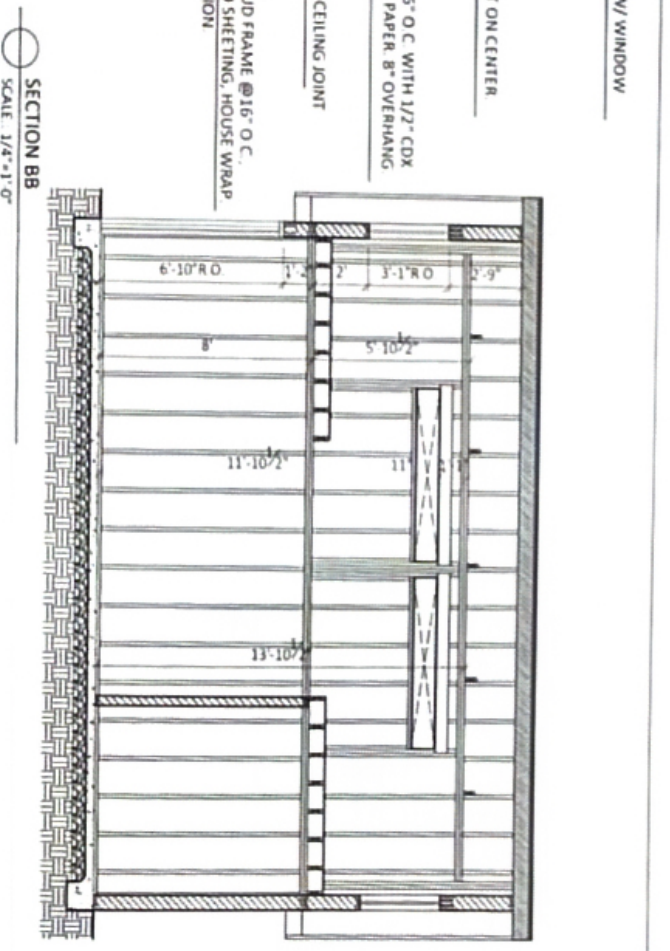 W/ WINDOW
ON CENTER
6" O.C. WITH 1/2" CDX
PAPER. 8" OVERHANG
CEILING JOINT
UD FRAME @16" O.C.,
SHEETING, HOUSE WRAP
ION.
6'-10" R.O.
1'-2
2'
3'-1" R.O.
2'-9"
8'
5' 10 1/2"
11'-10 1/2"
11"
13'-10 1/2"
SECTION BB
SCALE: 1/4"=1'-0"